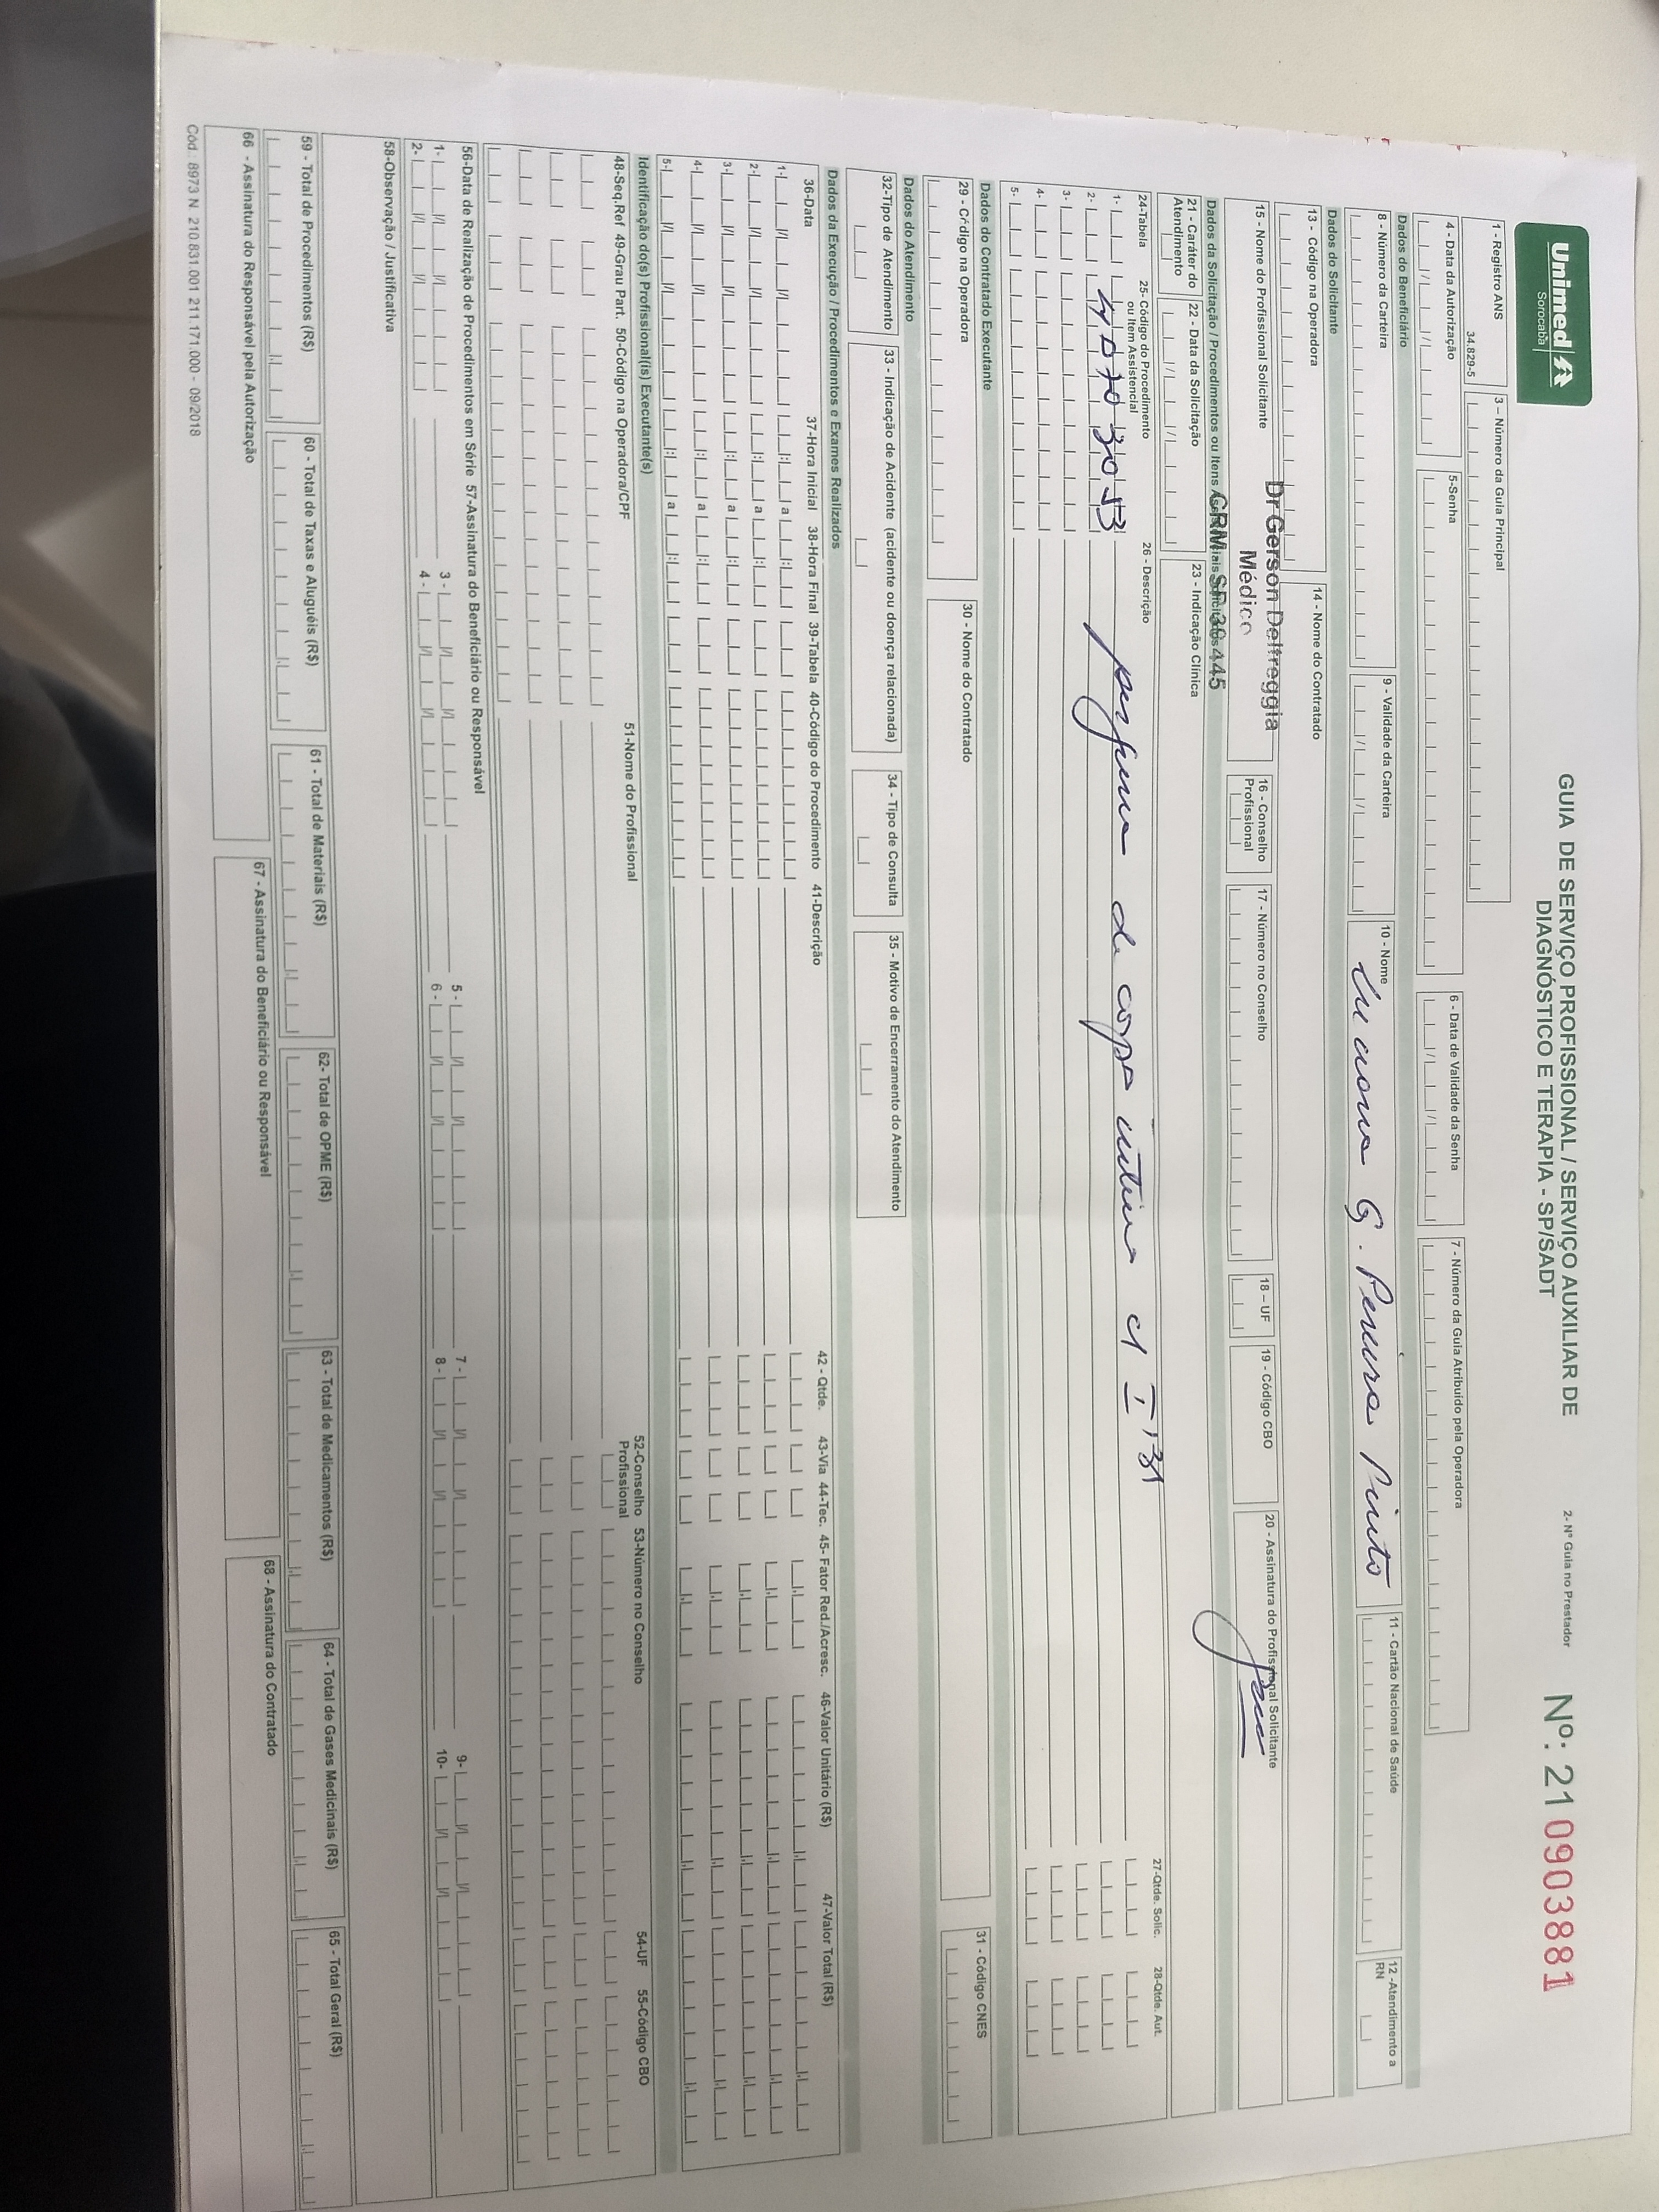 Unimed
Sorocaba
GUIA DE SERVIÇO PROFISSIONAL / SERVIÇO AUXILIAR DE
DIAGNÓSTICO E TERAPIA - SP/SADT
2- Nº Guia no Prestador
Nº: 210903881
1 - Registro ANS
34.829-5
3 – Número da Guia Principal
4 - Data da Autorização
5-Senha
6 - Data de Validade da Senha
7 - Número da Guia Atribuído pela Operadora
Dados do Beneficiário
8 - Número da Carteira
9 - Validade da Carteira
10 - Nome
G. Pereira Pinto
11 - Cartão Nacional de Saúde
12 -Atendimento a
RN
Dados do Solicitante
13 - Código na Operadora
14 - Nome do Contratado
15 - Nome do Profissional Solicitante
Dr Gerson Delfreggia
Médico
CRM - SP 39.445
16 - Conselho
Profissional
17 - Número no Conselho
18 – UF
19 - Código CBO
20 - Assinatura do Profissional Solicitante
Dados da Solicitação / Procedimentos ou Itens Assistenciais Solicitados
21 - Caráter do
Atendimento
22 - Data da Solicitação
23 - Indicação Clínica
24-Tabela
25- Código do Procedimento
ou Item Assistencial
26 - Descrição
27-Qtde. Solic.
28-Qtde. Aut.
1-
40703053
pesquisa de corpo inteiro c/ I 131
2-
3-
4-
5-
Dados do Contratado Executante
29 - Código na Operadora
30 - Nome do Contratado
31 - Código CNES
Dados do Atendimento
32-Tipo de Atendimento
33 - Indicação de Acidente (acidente ou doença relacionada)
34 - Tipo de Consulta
35 - Motivo de Encerramento do Atendimento
Dados da Execução / Procedimentos e Exames Realizados
36-Data
37-Hora Inicial
38-Hora Final
39-Tabela
40-Código do Procedimento
41-Descrição
42 - Qtde.
43-Via
44-Tec.
45- Fator Red./Acresc.
46-Valor Unitário (R$)
47-Valor Total (R$)
1- a
2- a
3- a
4- a
5- a
Identificação do(s) Profissional(is) Executante(s)
48-Seq.Ref
49-Grau Part.
50-Código na Operadora/CPF
51-Nome do Profissional
52-Conselho
Profissional
53-Número no Conselho
54-UF
55-Código CBO
56-Data de Realização de Procedimentos em Série
57-Assinatura do Beneficiário ou Responsável
1- 3 - 5 - 7 - 9-
2- 4 - 6 - 8 - 10-
58-Observação / Justificativa
59 - Total de Procedimentos (R$)
60 - Total de Taxas e Aluguéis (R$)
61 - Total de Materiais (R$)
62- Total de OPME (R$)
63 - Total de Medicamentos (R$)
64 - Total de Gases Medicinais (R$)
65 - Total Geral (R$)
66 - Assinatura do Responsável pela Autorização
67 - Assinatura do Beneficiário ou Responsável
68 - Assinatura do Contratado
Cód.: 8973 N 210.831.001 211.171.000 - 09/2018